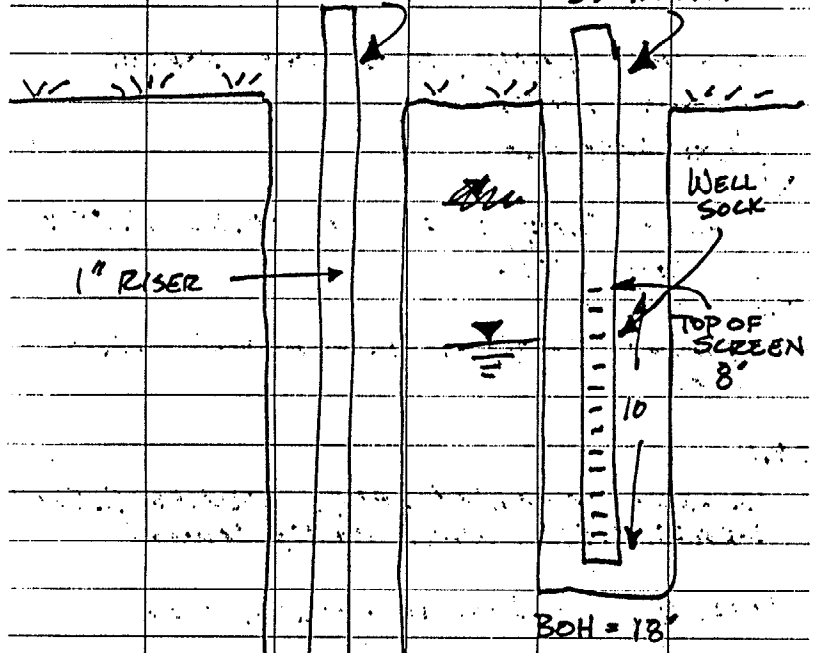 WELL
SOCK
1" RISER
TOP OF
SCREEN
8'
10
BOH = 18'